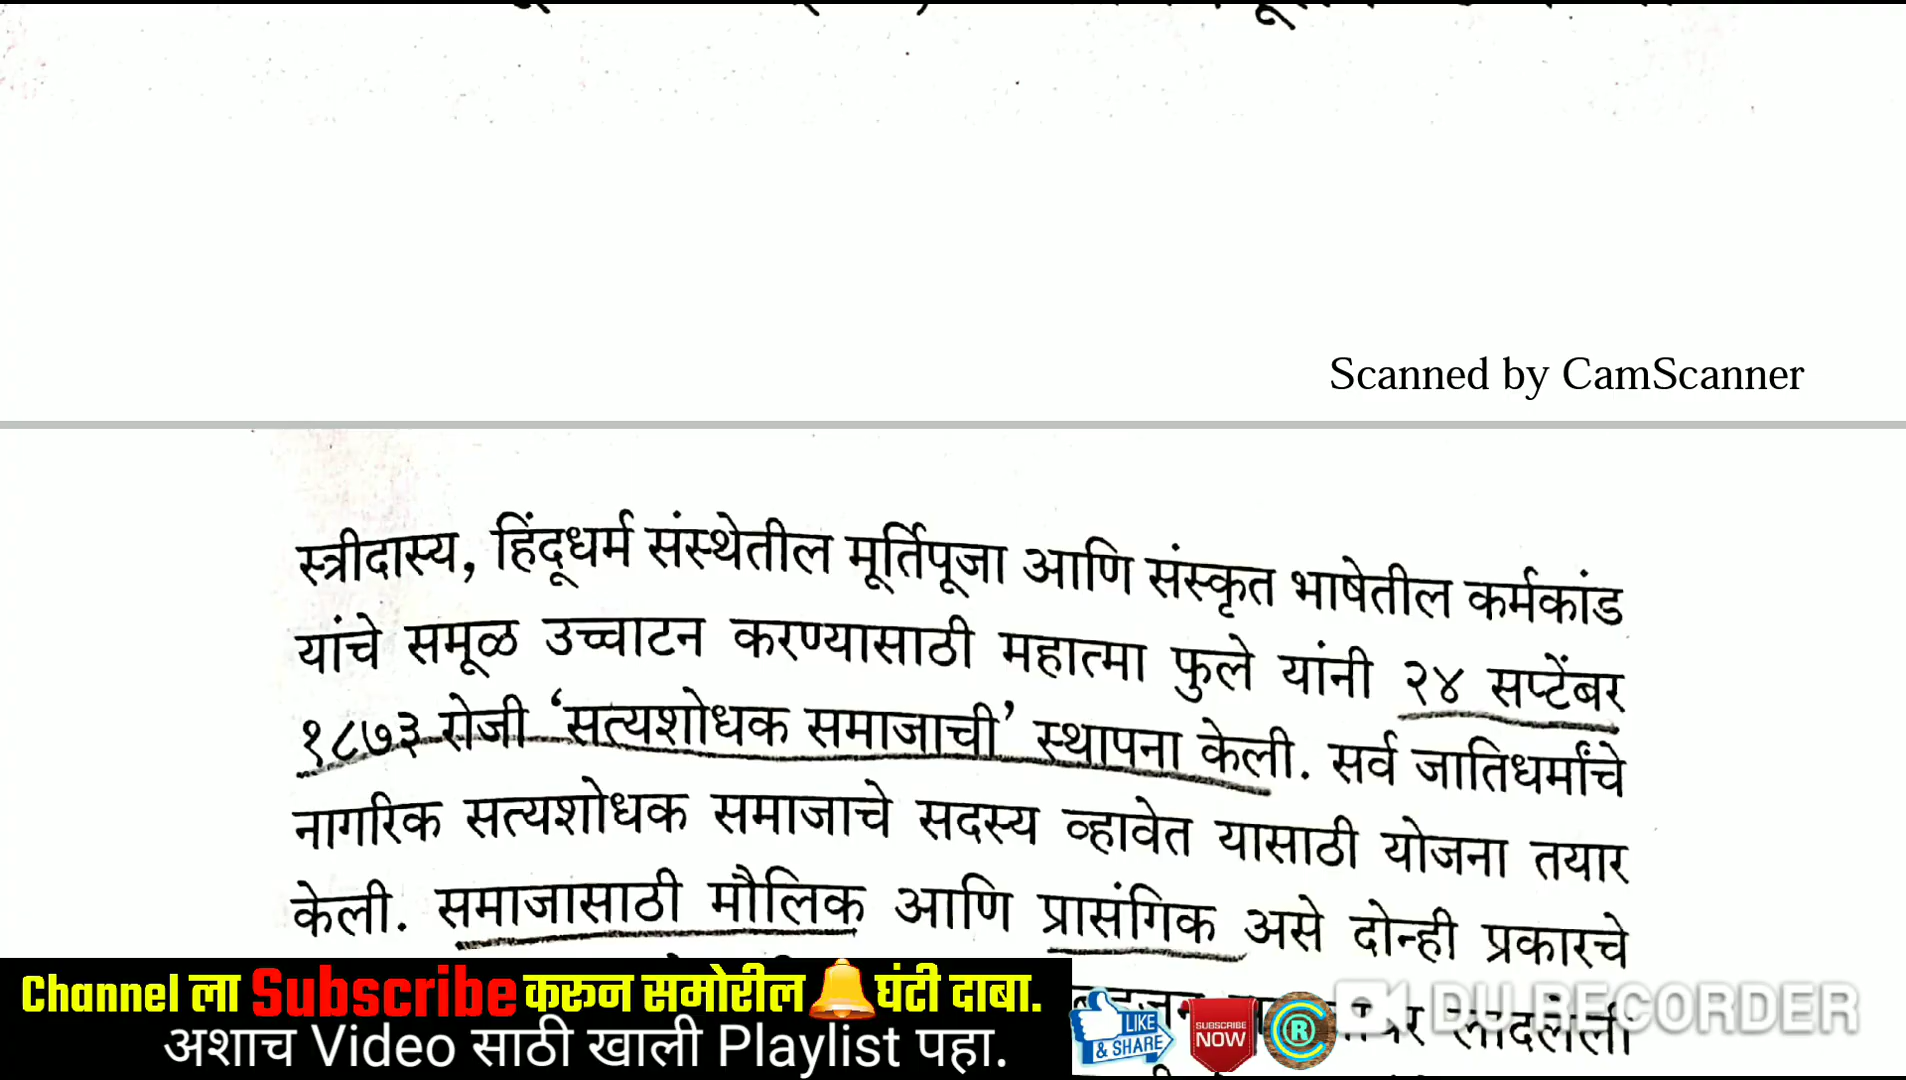 Scanned by CamScanner
स्त्रीदास्य, हिंदूधर्म संस्थेतील मूर्तिपूजा आणि संस्कृत भाषेतील कर्मकांड
यांचे समूळ उच्चाटन करण्यासाठी महात्मा फुले यांनी २४ सप्टेंबर
१८७३ रोजी ‘सत्यशोधक समाजाची’ स्थापना केली. सर्व जातिधर्मांचे
नागरिक सत्यशोधक समाजाचे सदस्य व्हावेत यासाठी योजना तयार
केली. समाजासाठी मौलिक आणि प्रासंगिक असे दोन्ही प्रकारचे
लादलेली
Channel ला Subscribe करून समोरील घंटी दाबा.
अशाच Video साठी खाली Playlist पहा.
LIKE
& SHARE
SUBSCRIBE
NOW
R
DU RECORDER